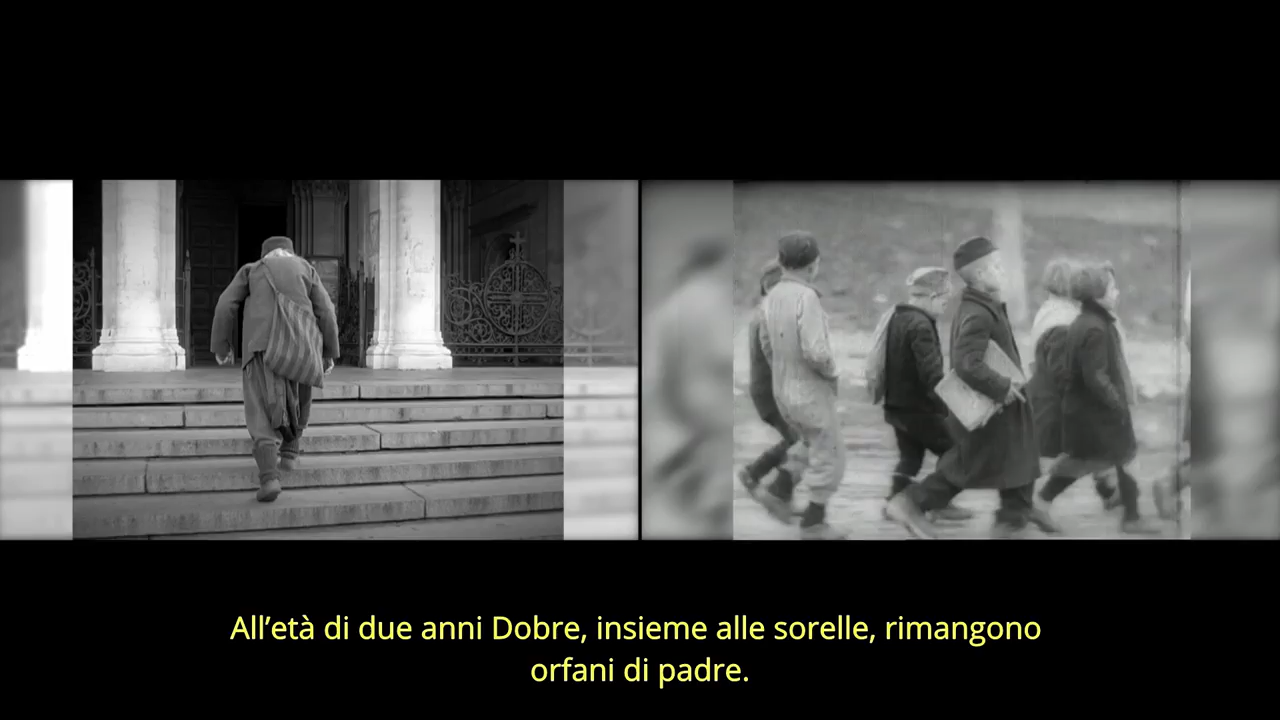 All’età di due anni Dobre, insieme alle sorelle, rimangono
orfani di padre.